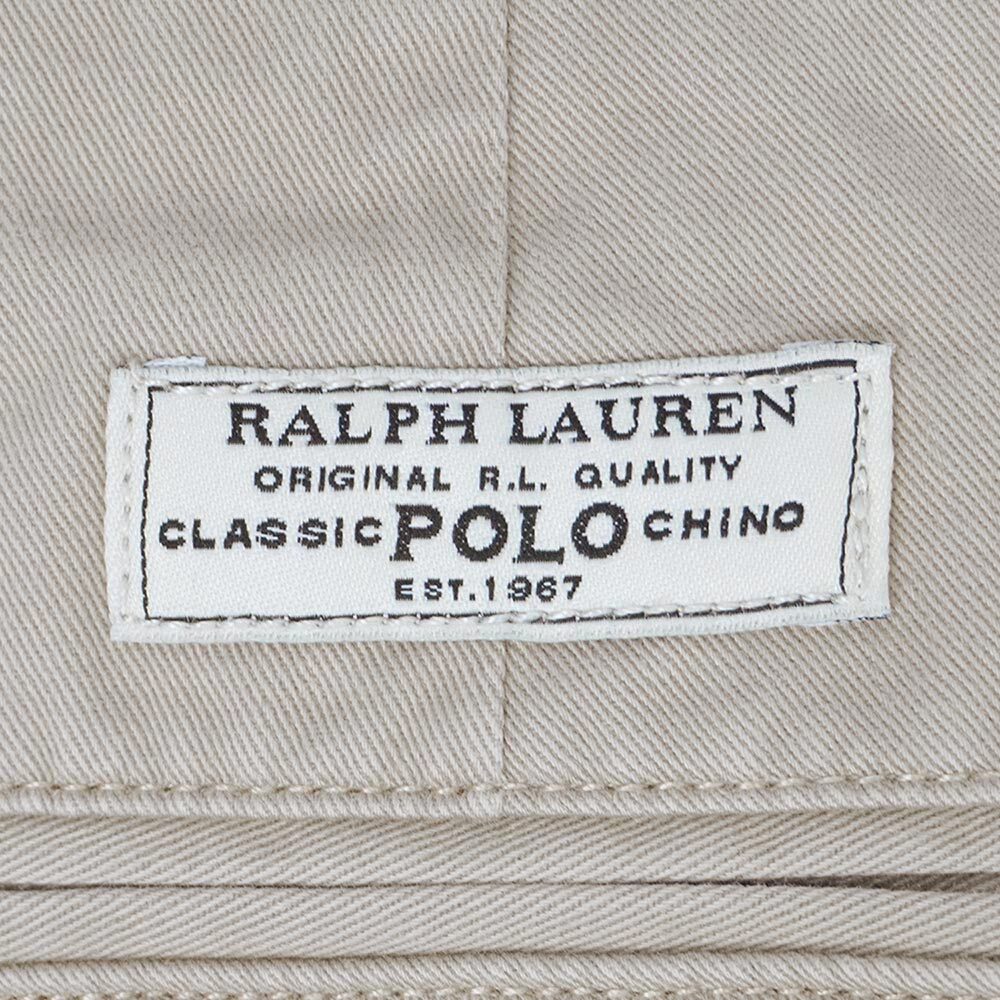 RALPH LAUREN
ORIGINAL R.L. QUALITY
CLASSIC POLO CHINO
EST. 1967